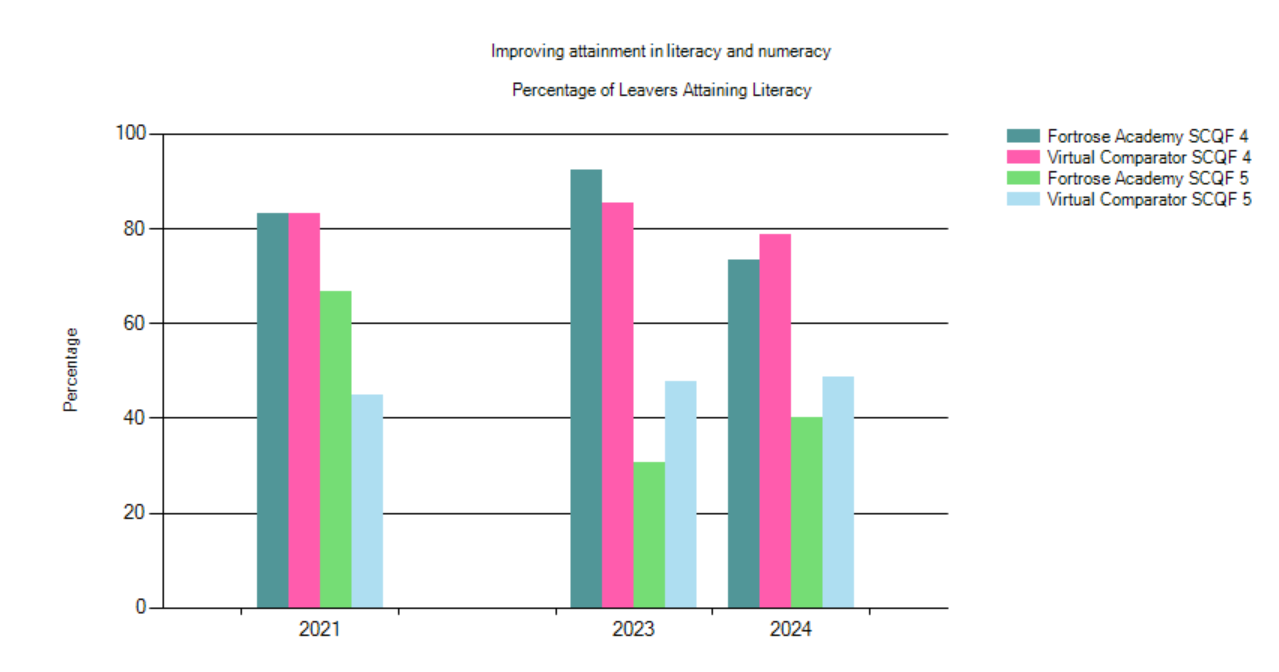 Improving attainment in literacy and numeracy
Percentage of Leavers Attaining Literacy
100
80
60
40
20
0
Percentage
2021
2023
2024
Fortrose Academy SCQF 4
Virtual Comparator SCQF 4
Fortrose Academy SCQF 5
Virtual Comparator SCQF 5